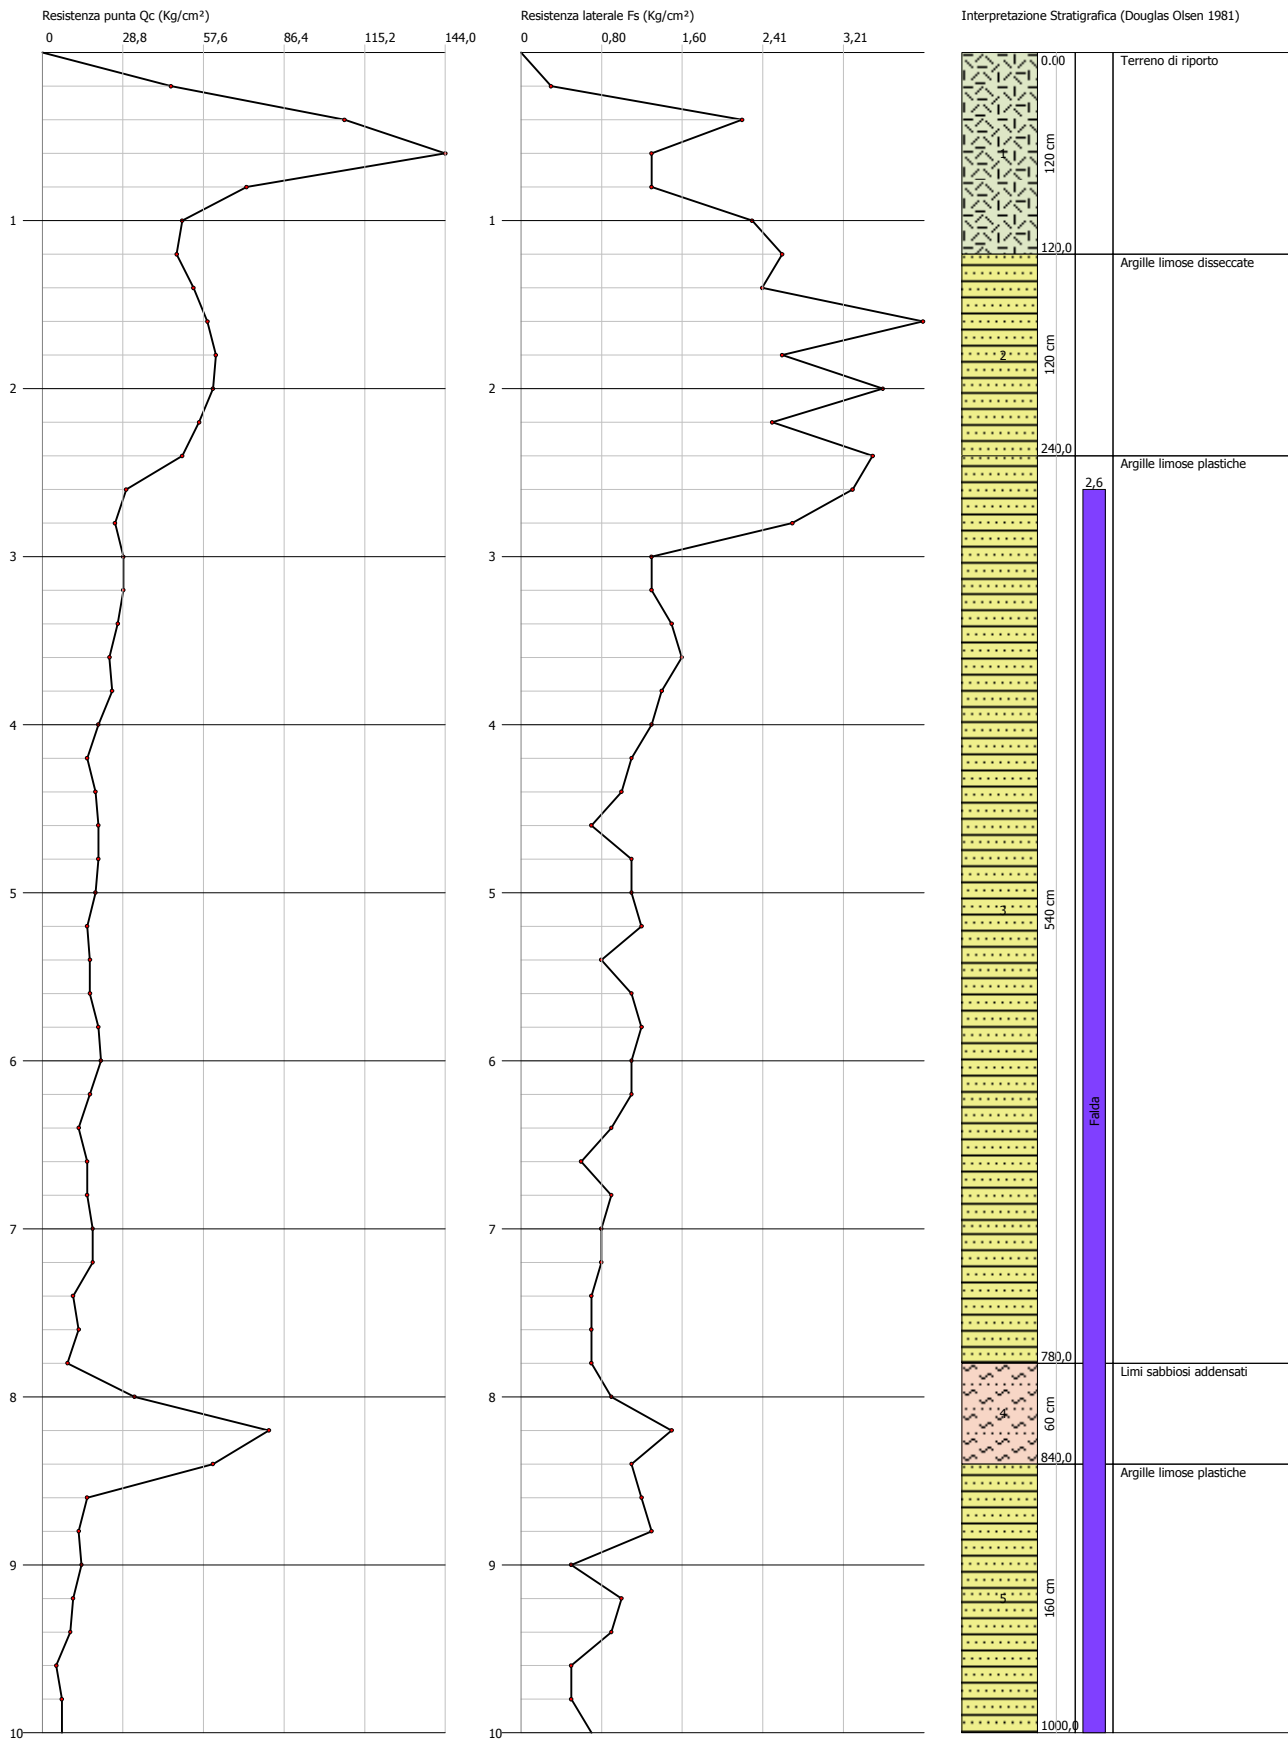 Resistenza punta Qc (Kg/cm²)
0 28,8 57,6 86,4 115,2 144,0
1
2
3
4
5
6
7
8
9
10
Resistenza laterale Fs (Kg/cm²)
0 0,80 1,60 2,41 3,21
1
2
3
4
5
6
7
8
9
10
Interpretazione Stratigrafica (Douglas Olsen 1981)
0.00
Terreno di riporto
1
120 cm
120,0
Argille limose disseccate
2
120 cm
240,0
Argille limose plastiche
2,6
3
540 cm
Falda
780,0
Limi sabbiosi addensati
4
60 cm
840,0
Argille limose plastiche
5
160 cm
1000,0